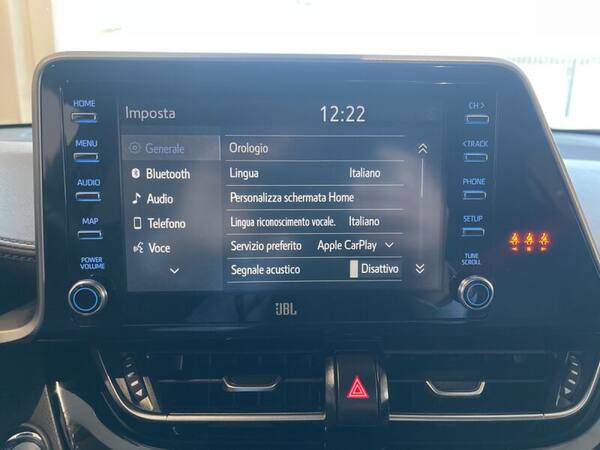 Imposta 12:22
HOME
MENU
AUDIO
MAP
POWER
VOLUME
Generale
Bluetooth
Audio
Telefono
Voce
Orologio
Lingua Italiano
Personalizza schermata Home
Lingua riconoscimento vocale. Italiano
Servizio preferito Apple CarPlay
Segnale acustico Disattivo
CH >
< TRACK
PHONE
SETUP
TUNE
SCROLL
JBL